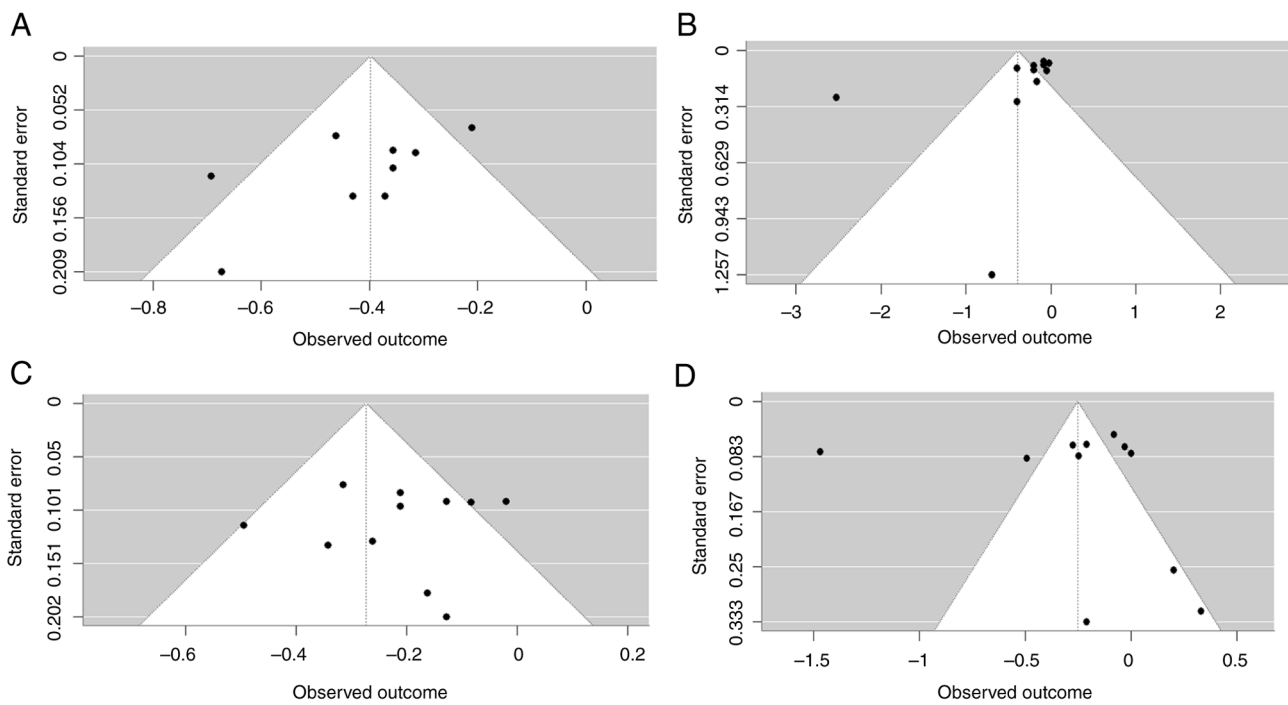 A
Standard error
0
0.052
0.104
0.156
0.209
−0.8 −0.6 −0.4 −0.2 0
Observed outcome
B
Standard error
0
0.314
0.629
0.943
1.257
−3 −2 −1 0 1 2
Observed outcome
C
Standard error
0
0.05
0.101
0.151
0.202
−0.6 −0.4 −0.2 0 0.2
Observed outcome
D
Standard error
0
0.083
0.167
0.25
0.333
−1.5 −1 −0.5 0 0.5
Observed outcome